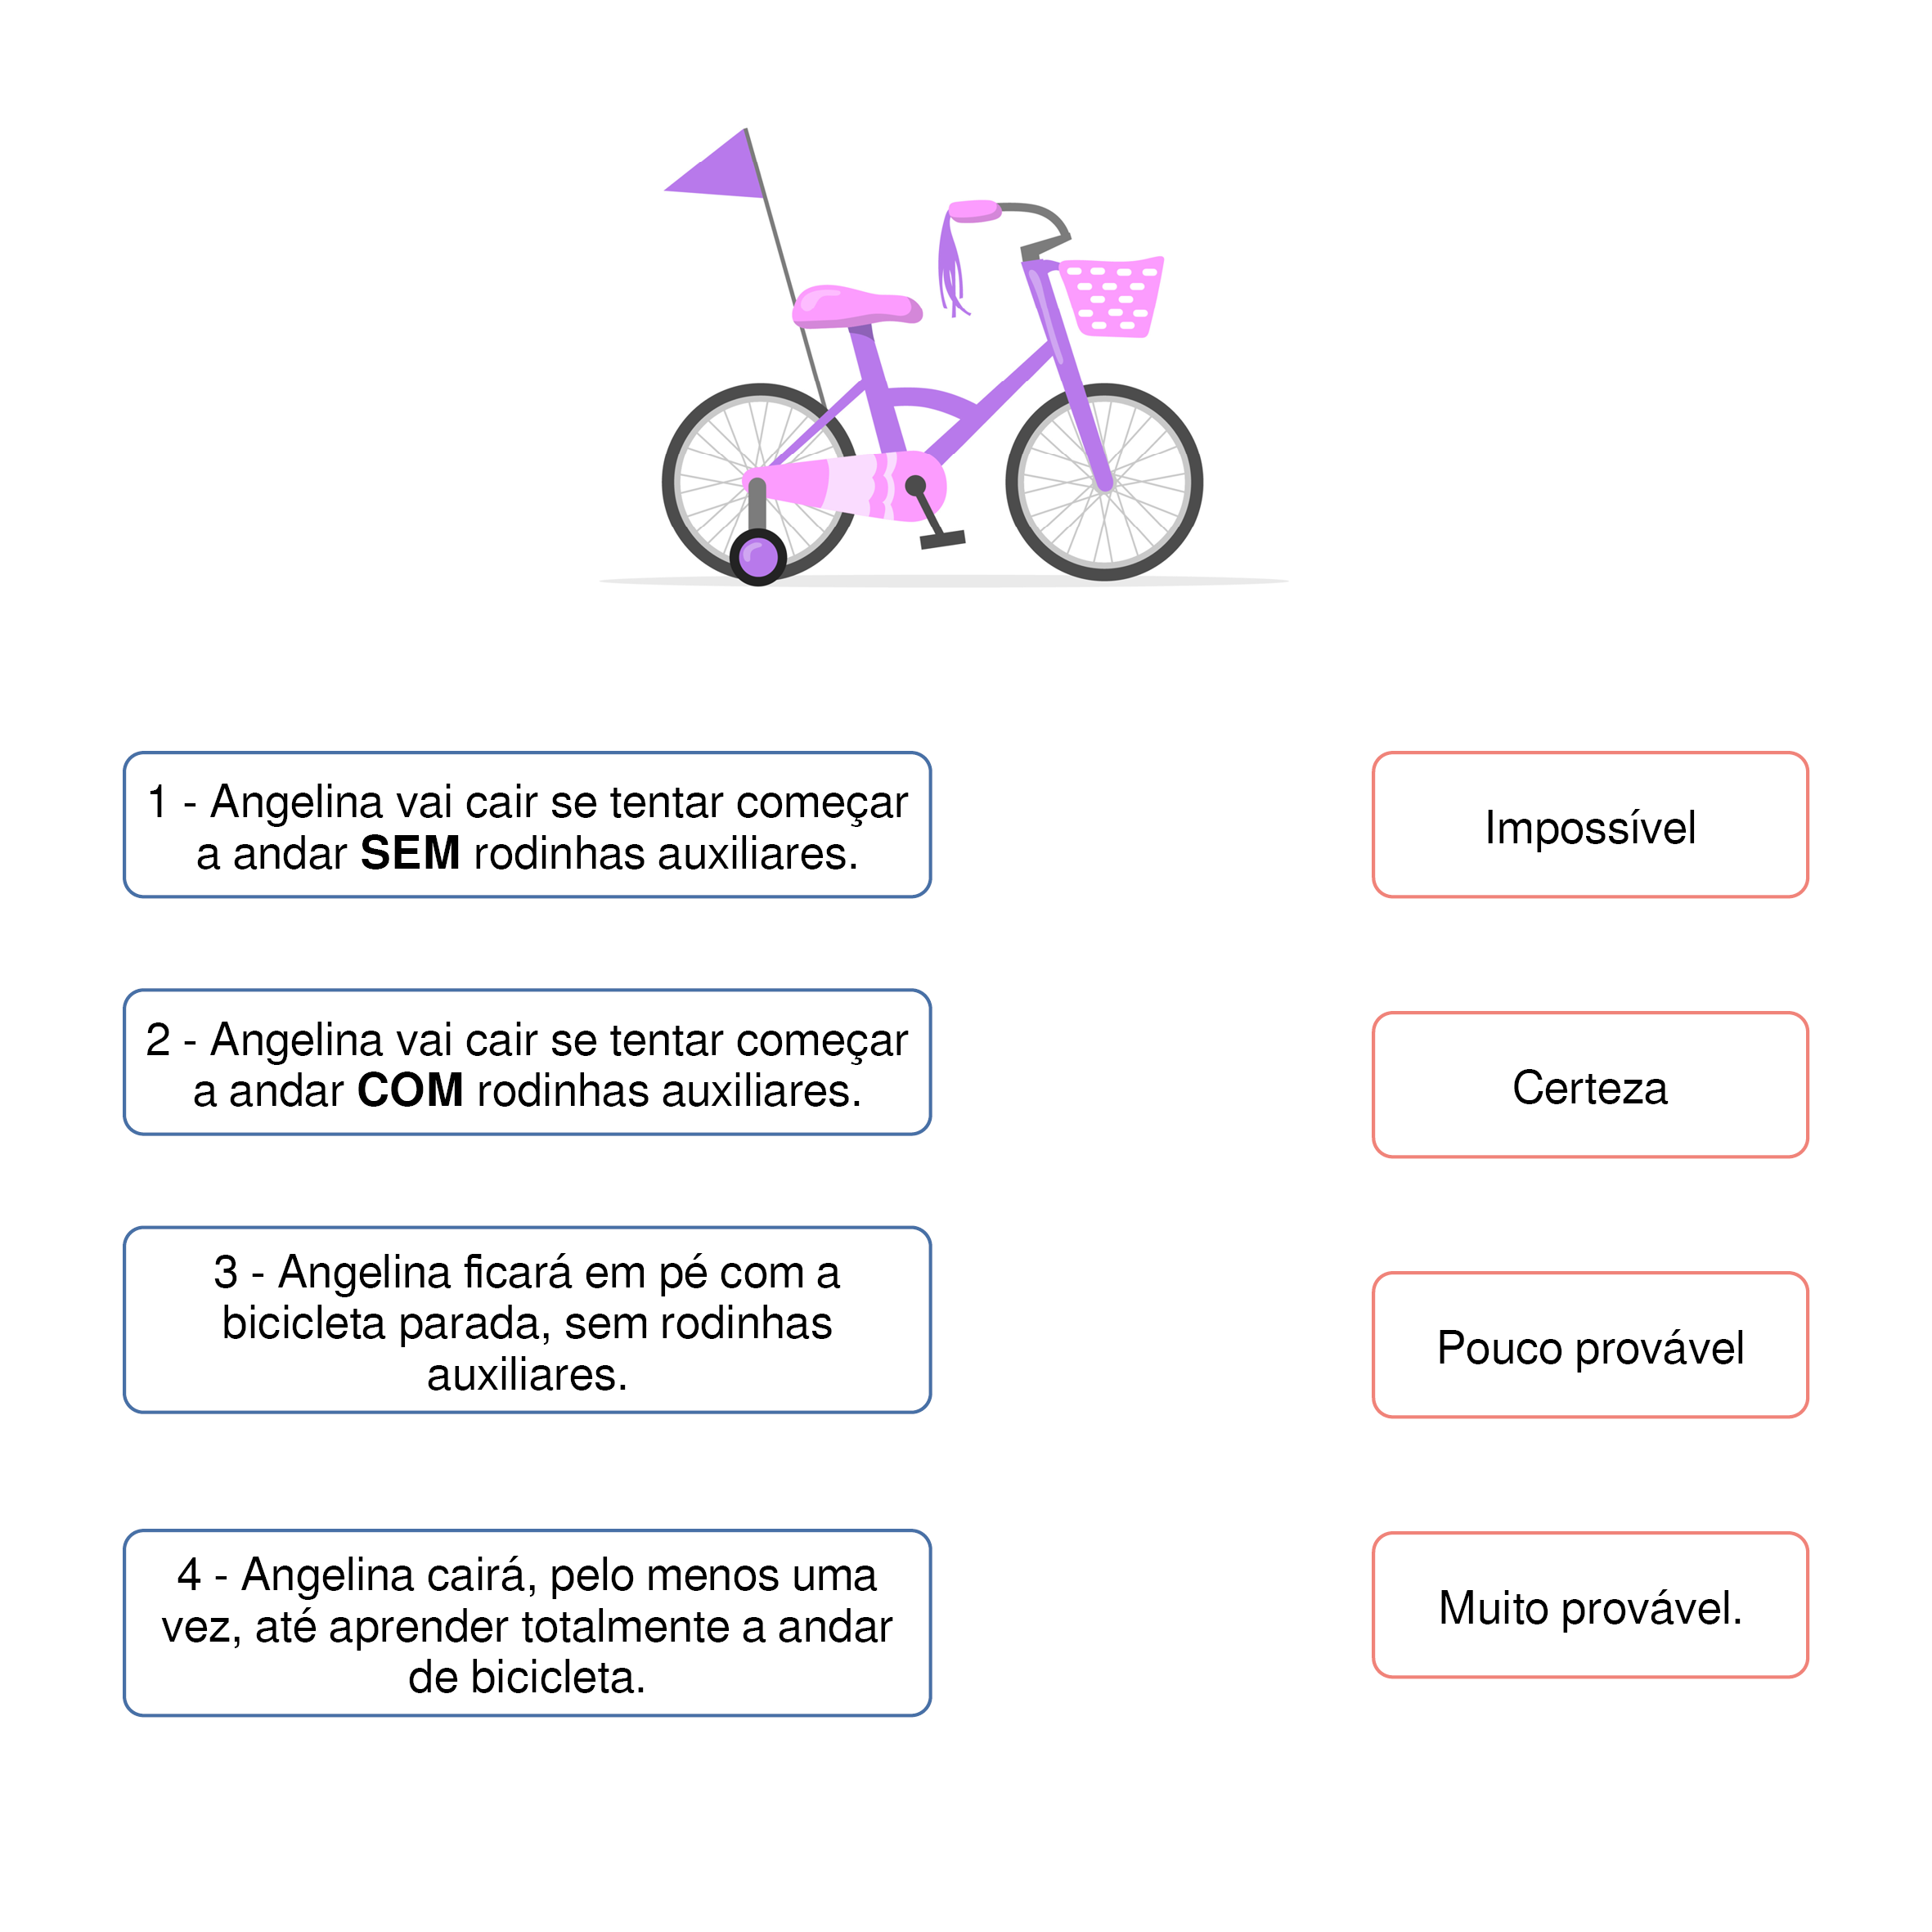 1 - Angelina vai cair se tentar começar
a andar SEM rodinhas auxiliares.
Impossível
2 - Angelina vai cair se tentar começar
a andar COM rodinhas auxiliares.
Certeza
3 - Angelina ficará em pé com a
bicicleta parada, sem rodinhas
auxiliares.
Pouco provável
4 - Angelina cairá, pelo menos uma
vez, até aprender totalmente a andar
de bicicleta.
Muito provável.